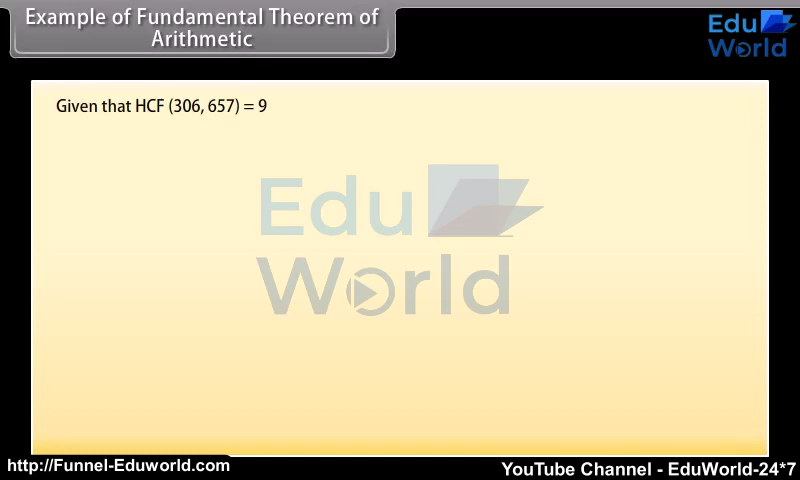 Example of Fundamental Theorem of
Arithmetic
Edu
World
Given that HCF (306, 657) = 9
Edu
World
http://Funnel-Eduworld.com
YouTube Channel - EduWorld-24*7